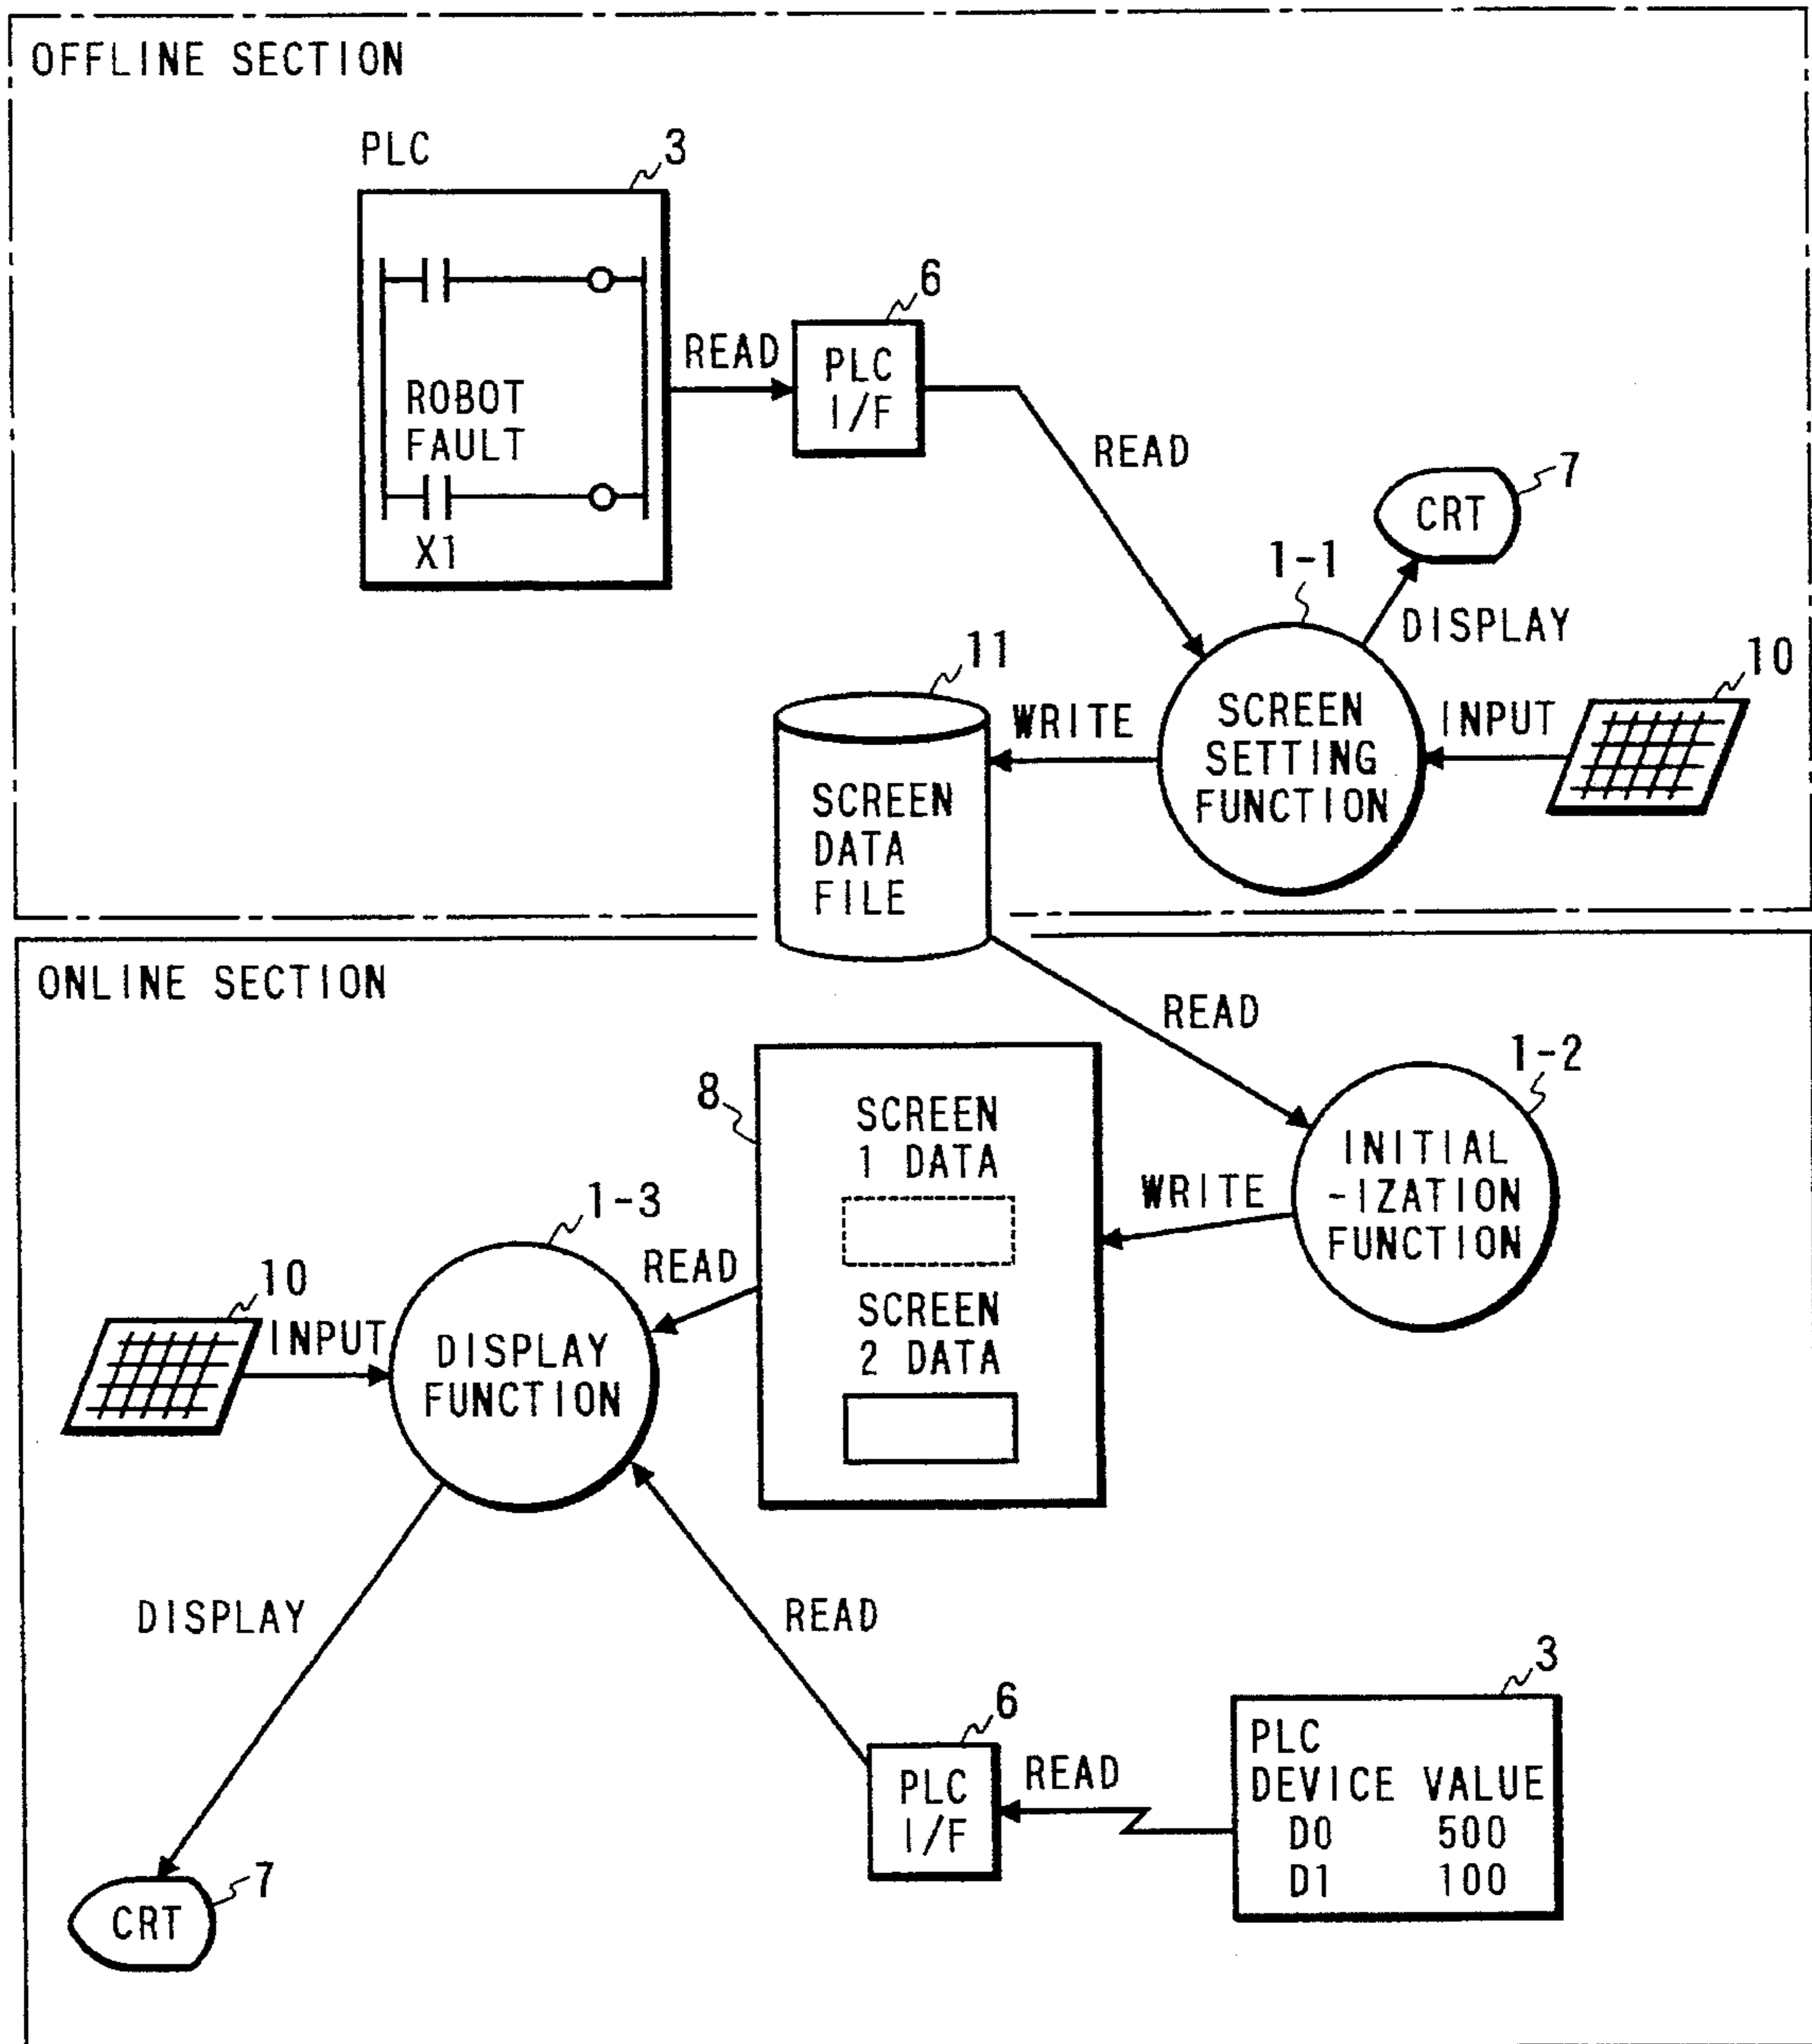 OFFLINE SECTION
PLC
3
ROBOT
FAULT
X1
READ
6
PLC
I/F
READ
7
CRT
1-1
DISPLAY
10
INPUT
SCREEN
SETTING
FUNCTION
WRITE
11
SCREEN
DATA
FILE
ONLINE SECTION
READ
1-2
INITIAL
-IZATION
FUNCTION
WRITE
8
SCREEN
1 DATA
SCREEN
2 DATA
READ
1-3
DISPLAY
FUNCTION
10
INPUT
DISPLAY
READ
6
PLC
I/F
READ
3
PLC
DEVICE VALUE
D0 500
D1 100
7
CRT